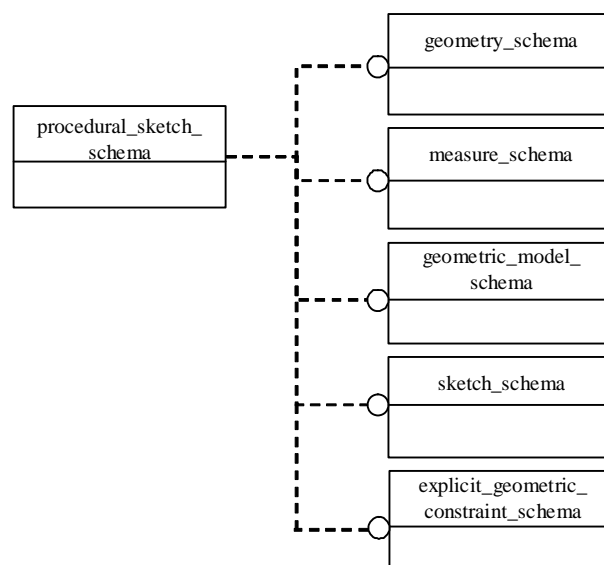 geometry_schema
procedural_sketch_
schema
measure_schema
geometric_model_
schema
sketch_schema
explicit_geometric_
constraint_schema